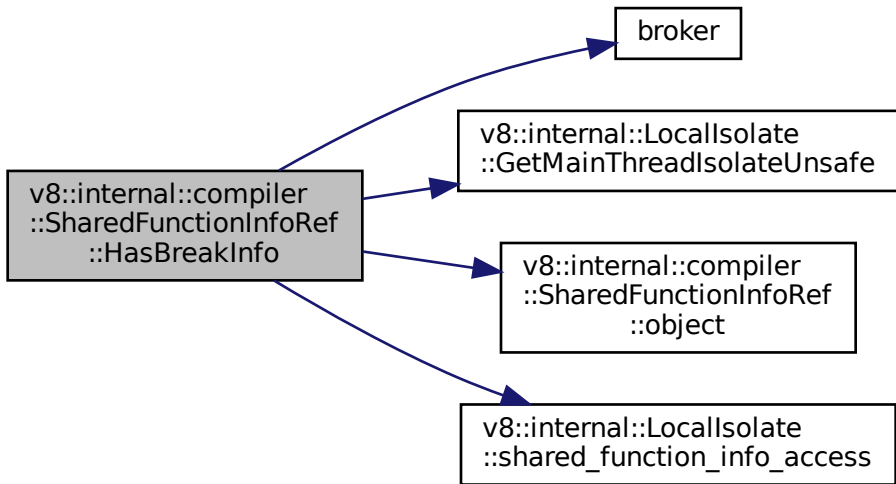 broker
v8::internal::LocalIsolate
::GetMainThreadIsolateUnsafe
v8::internal::compiler
::SharedFunctionInfoRef
::HasBreakInfo
v8::internal::compiler
::SharedFunctionInfoRef
::object
v8::internal::LocalIsolate
::shared_function_info_access